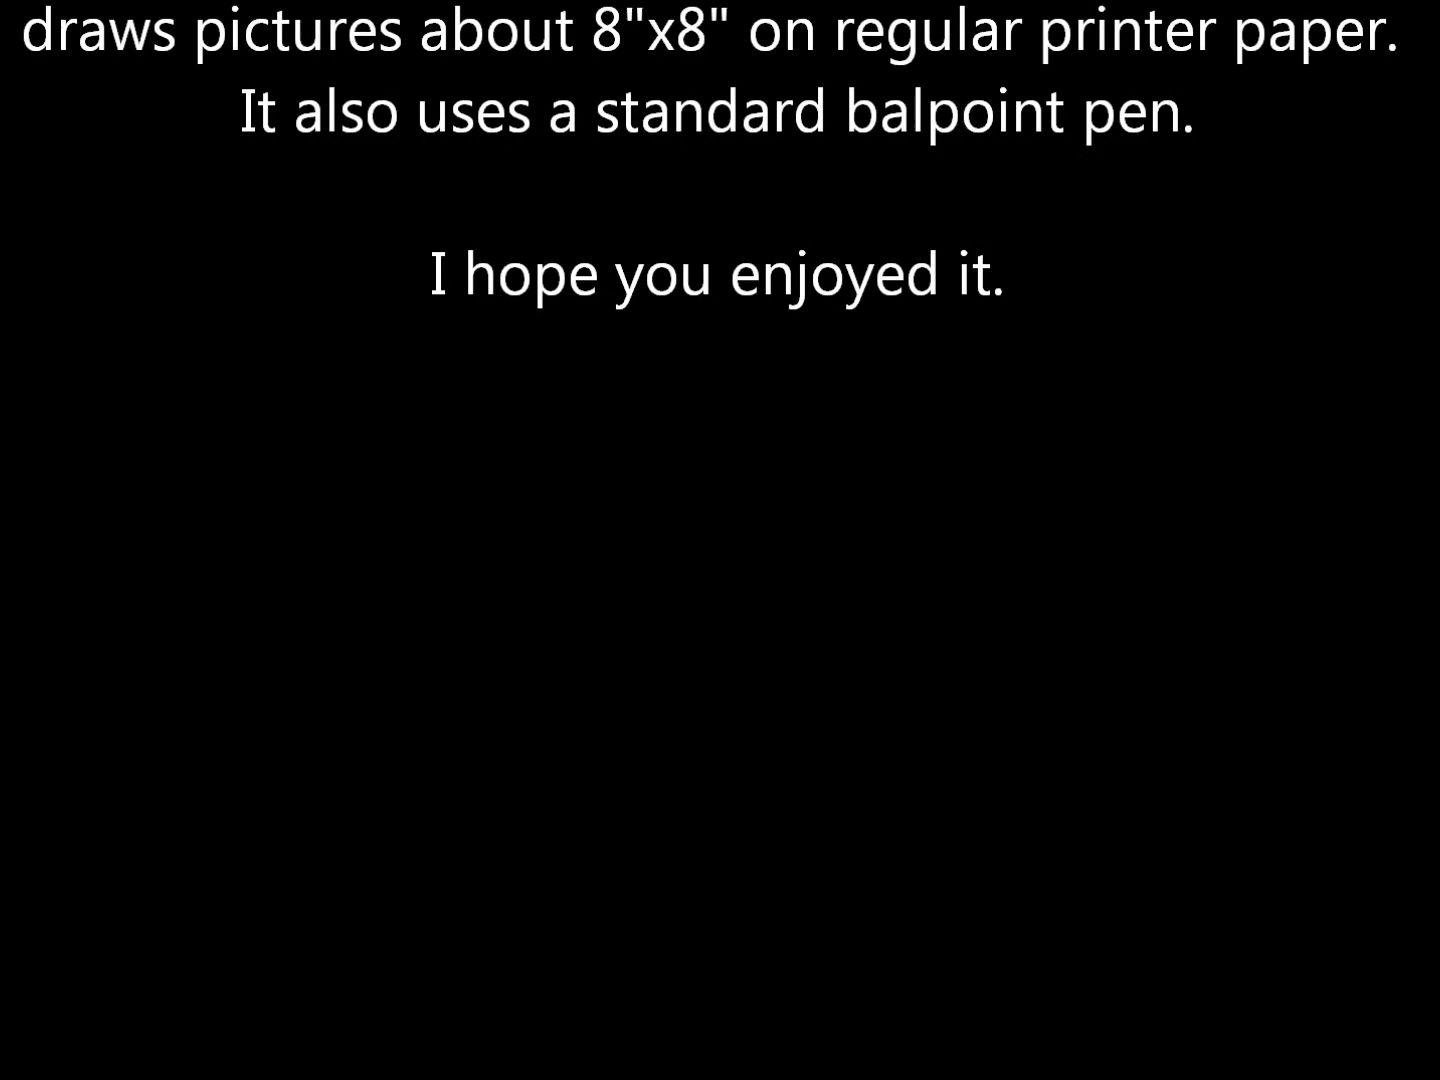 draws pictures about 8"x8" on regular printer paper.
It also uses a standard balpoint pen.
I hope you enjoyed it.